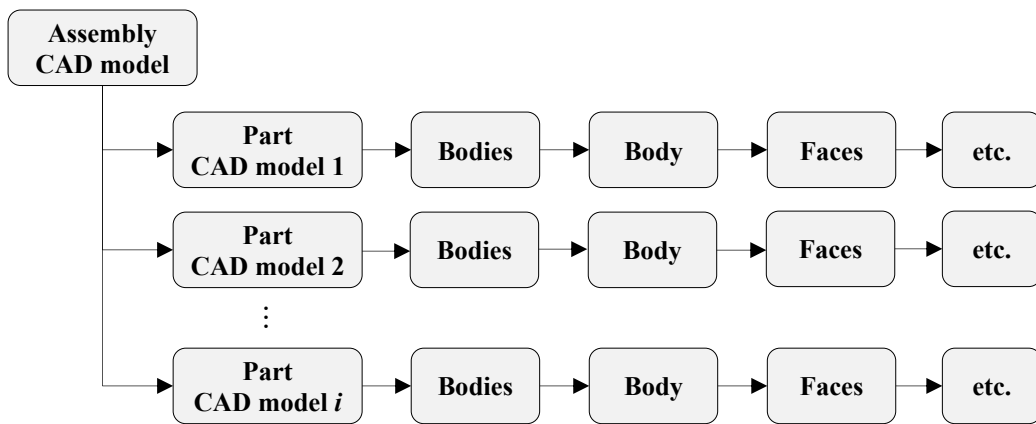 Assembly
CAD model
Part
CAD model 1
Bodies
Body
Faces
etc.
Part
CAD model 2
Bodies
Body
Faces
etc.
⋮
Part
CAD model i
Bodies
Body
Faces
etc.